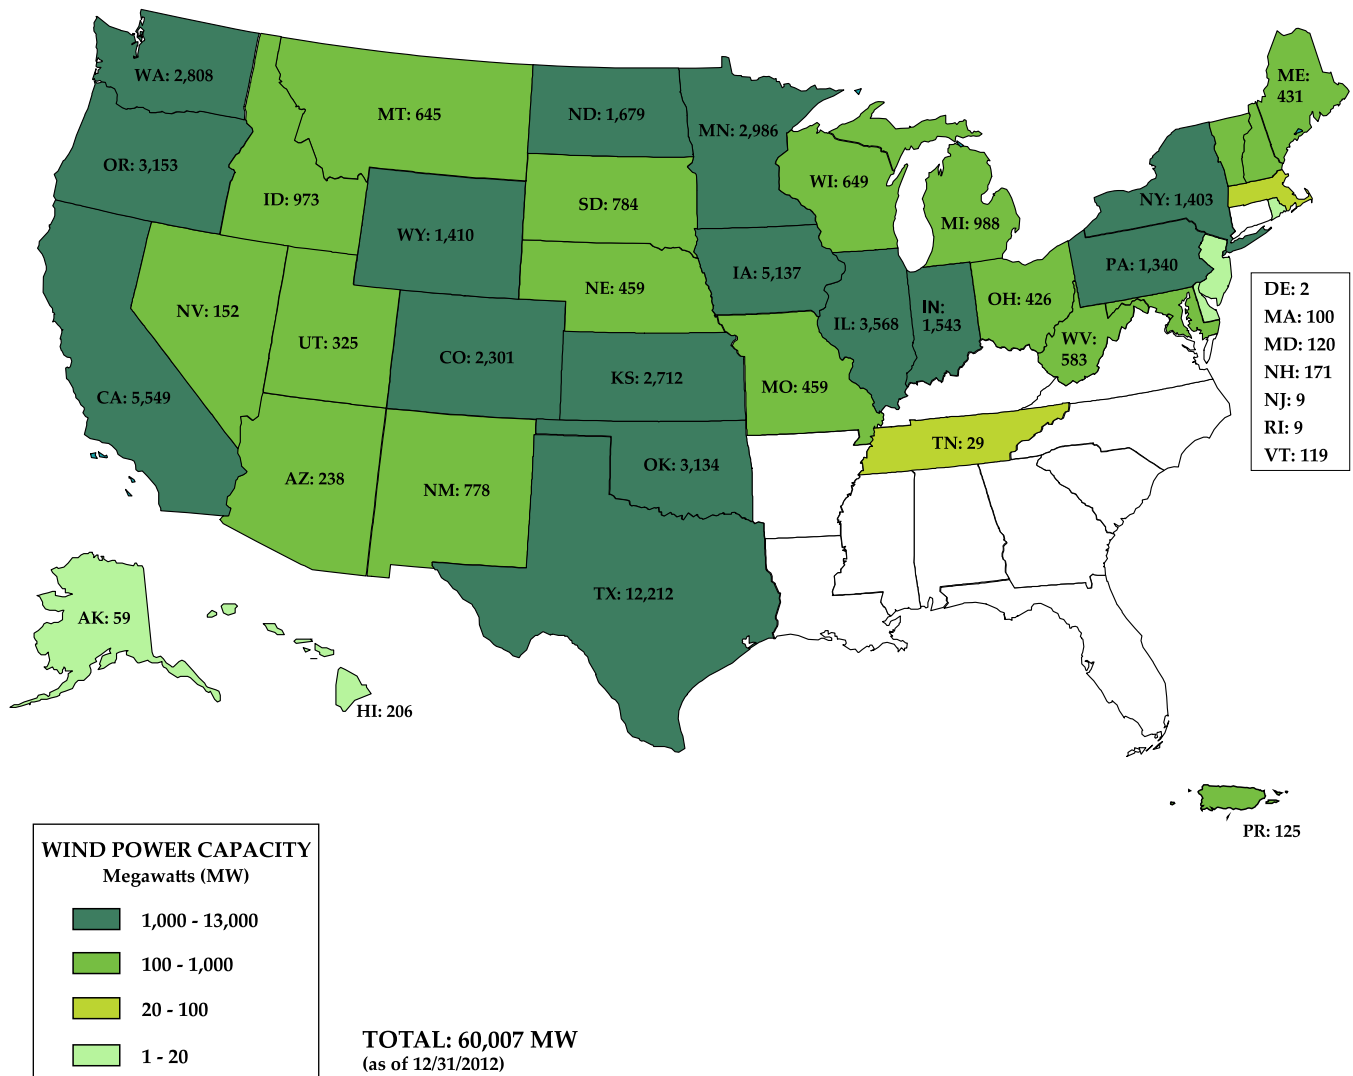 WA: 2,808
MT: 645
ND: 1,679
MN: 2,986
ME:
431
OR: 3,153
ID: 973
WY: 1,410
SD: 784
WI: 649
MI: 988
NY: 1,403
NV: 152
UT: 325
CO: 2,301
NE: 459
IA: 5,137
IL: 3,568
IN:
1,543
OH: 426
WV:
583
PA: 1,340
CA: 5,549
KS: 2,712
MO: 459
AZ: 238
NM: 778
OK: 3,134
TN: 29
TX: 12,212
AK: 59
HI: 206
DE: 2
MA: 100
MD: 120
NH: 171
NJ: 9
RI: 9
VT: 119
PR: 125
WIND POWER CAPACITY
Megawatts (MW)
1,000 - 13,000
100 - 1,000
20 - 100
1 - 20
TOTAL: 60,007 MW
(as of 12/31/2012)